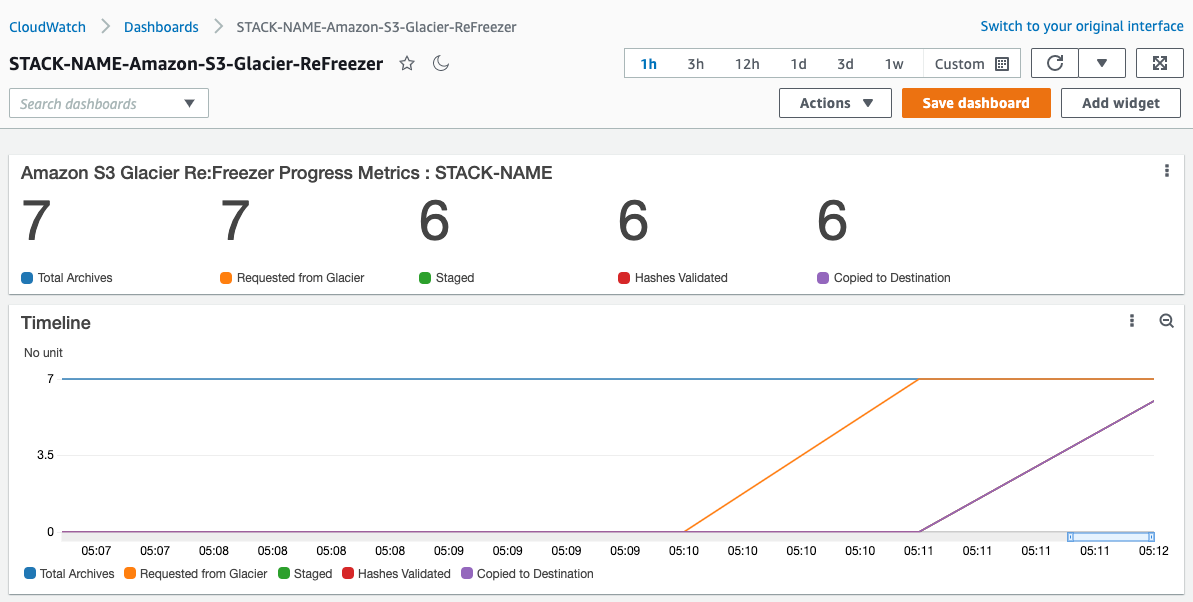 CloudWatch > Dashboards > STACK-NAME-Amazon-S3-Glacier-ReFreezer
Switch to your original interface
STACK-NAME-Amazon-S3-Glacier-ReFreezer
1h 3h 12h 1d 3d 1w Custom
Search dashboards
Actions Save dashboard Add widget
Amazon S3 Glacier Re:Freezer Progress Metrics : STACK-NAME
7 7 6 6 6
Total Archives Requested from Glacier Staged Hashes Validated Copied to Destination
Timeline
No unit
7
3.5
0
05:07 05:07 05:08 05:08 05:08 05:08 05:09 05:09 05:09 05:09 05:10 05:10 05:10 05:10 05:11 05:11 05:11 05:11 05:12
Total Archives Requested from Glacier Staged Hashes Validated Copied to Destination